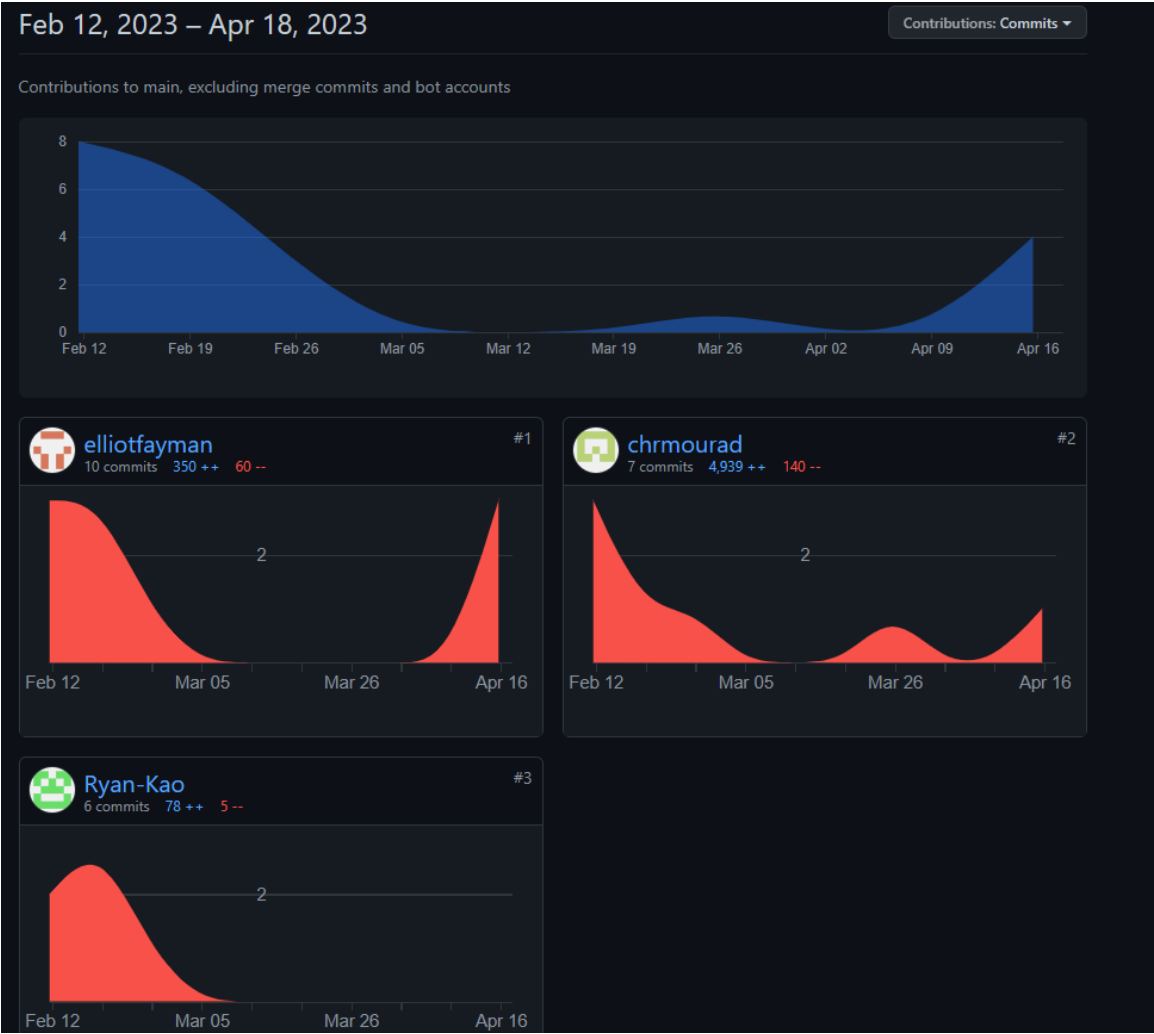 Feb 12, 2023 – Apr 18, 2023
Contributions: Commits
Contributions to main, excluding merge commits and bot accounts
8
6
4
2
0
Feb 12 Feb 19 Feb 26 Mar 05 Mar 12 Mar 19 Mar 26 Apr 02 Apr 09 Apr 16
elliotfayman #1
10 commits 350 ++ 60 --
2
Feb 12 Mar 05 Mar 26 Apr 16
chrmourad #2
7 commits 4,939 ++ 140 --
2
Feb 12 Mar 05 Mar 26 Apr 16
Ryan-Kao #3
6 commits 78 ++ 5 --
2
Feb 12 Mar 05 Mar 26 Apr 16